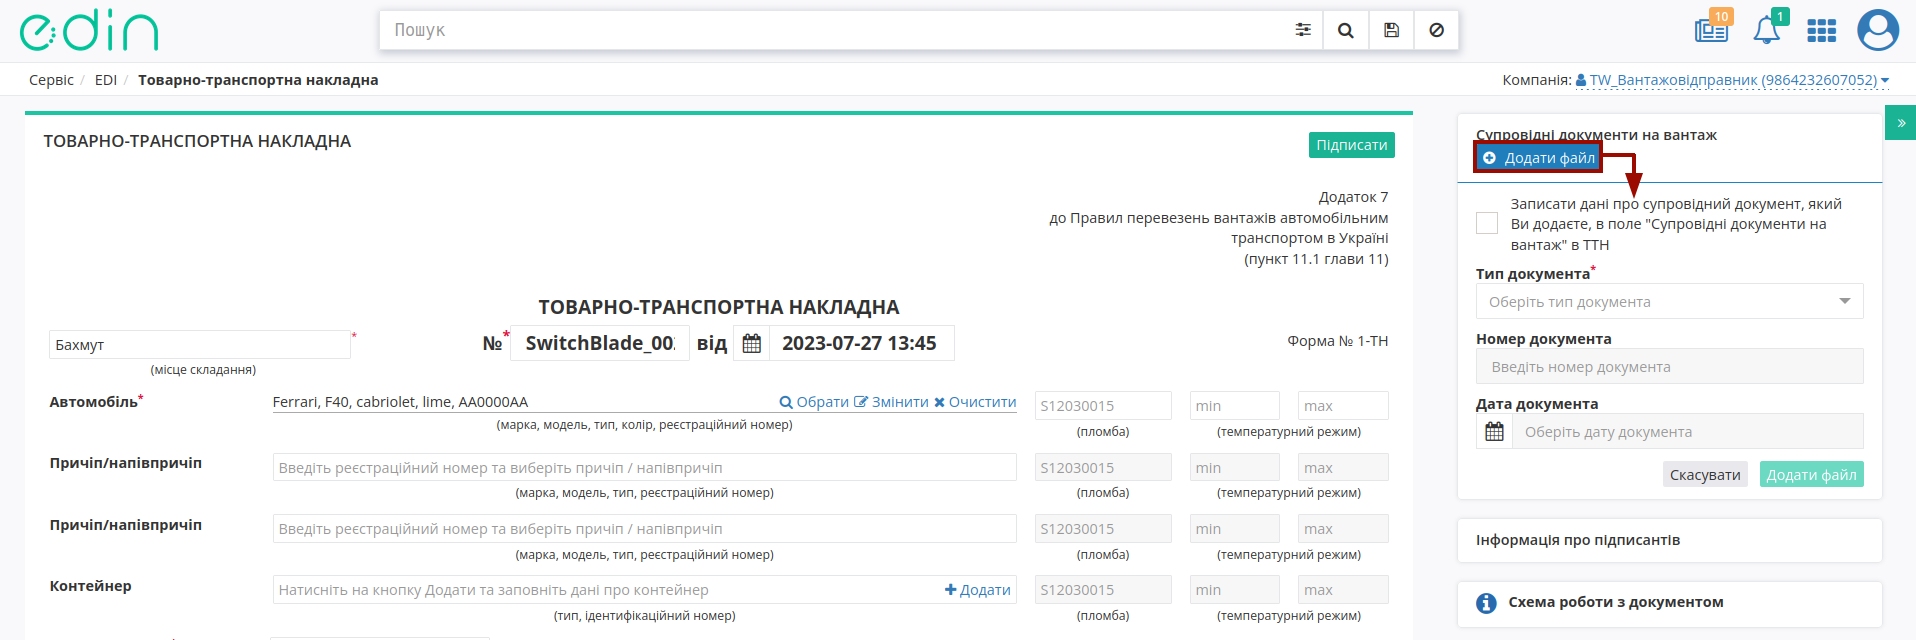 edin
Пошук
10
1
Сервіс / EDI / Товарно-транспортна накладна
Компанія: TW_Вантажовідправник (9864232607052)
ТОВАРНО-ТРАНСПОРТНА НАКЛАДНА
Підписати
Додаток 7
до Правил перевезень вантажів автомобільним
транспортом в Україні
(пункт 11.1 глави 11)
ТОВАРНО-ТРАНСПОРТНА НАКЛАДНА
Бахмут *
№* SwitchBlade_00 від 2023-07-27 13:45
Форма № 1-ТН
(місце складання)
Автомобіль* Ferrari, F40, cabriolet, lime, AA0000AA Обрати Змінити Очистити S12030015 min max
(марка, модель, тип, колір, реєстраційний номер) (пломба) (температурний режим)
Причіп/напівпричіп Введіть реєстраційний номер та виберіть причіп / напівпричіп S12030015 min max
(марка, модель, тип, реєстраційний номер) (пломба) (температурний режим)
Причіп/напівпричіп Введіть реєстраційний номер та виберіть причіп / напівпричіп S12030015 min max
(марка, модель, тип, реєстраційний номер) (пломба) (температурний режим)
Контейнер Натисніть на кнопку Додати та заповніть дані про контейнер Додати S12030015 min max
(тип, ідентифікаційний номер) (пломба) (температурний режим)
»
Супровідні документи на вантаж
Додати файл
Записати дані про супровідний документ, який
Ви додаєте, в поле "Супровідні документи на
вантаж" в ТТН
Тип документа*
Оберіть тип документа
Номер документа
Введіть номер документа
Дата документа
Оберіть дату документа
Скасувати Додати файл
Інформація про підписантів
Схема роботи з документом